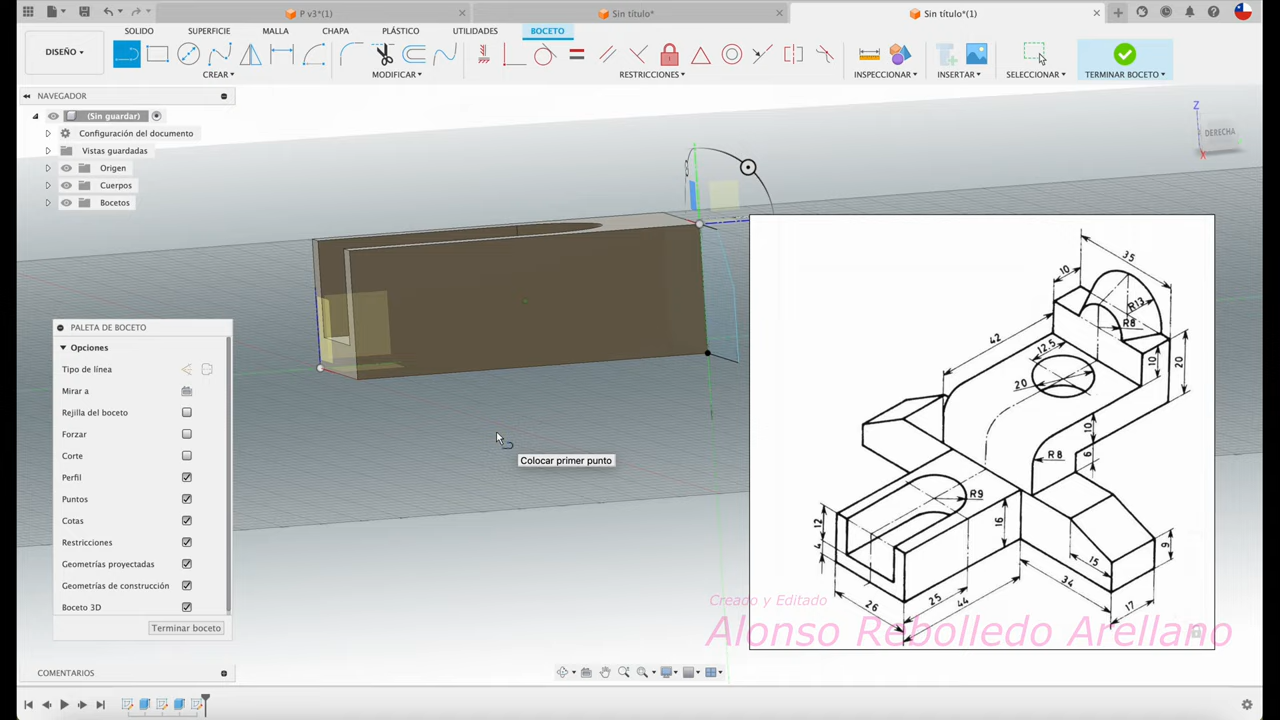 P v3*(1)
Sin título*
Sin título*(1)
DISEÑO
SÓLIDO
SUPERFICIE
MALLA
CHAPA
PLÁSTICO
UTILIDADES
BOCETO
CREAR
MODIFICAR
RESTRICCIONES
INSPECCIONAR
INSERTAR
SELECCIONAR
TERMINAR BOCETO
NAVEGADOR
(Sin guardar)
Configuración del documento
Vistas guardadas
Origen
Cuerpos
Bocetos
Z
DERECHA
X
PALETA DE BOCETO
Opciones
Tipo de línea
Mirar a
Rejilla del boceto
Forzar
Corte
Perfil
Puntos
Cotas
Restricciones
Geometrías proyectadas
Geometrías de construcción
Boceto 3D
Terminar boceto
Colocar primer punto
35
10
R13
R8
42
12.5
20
10
20
10
6
R8
R9
12
4
16
15
9
26
25
44
34
17
Creado y Editado
Alonso Rebolledo Arellano
COMENTARIOS